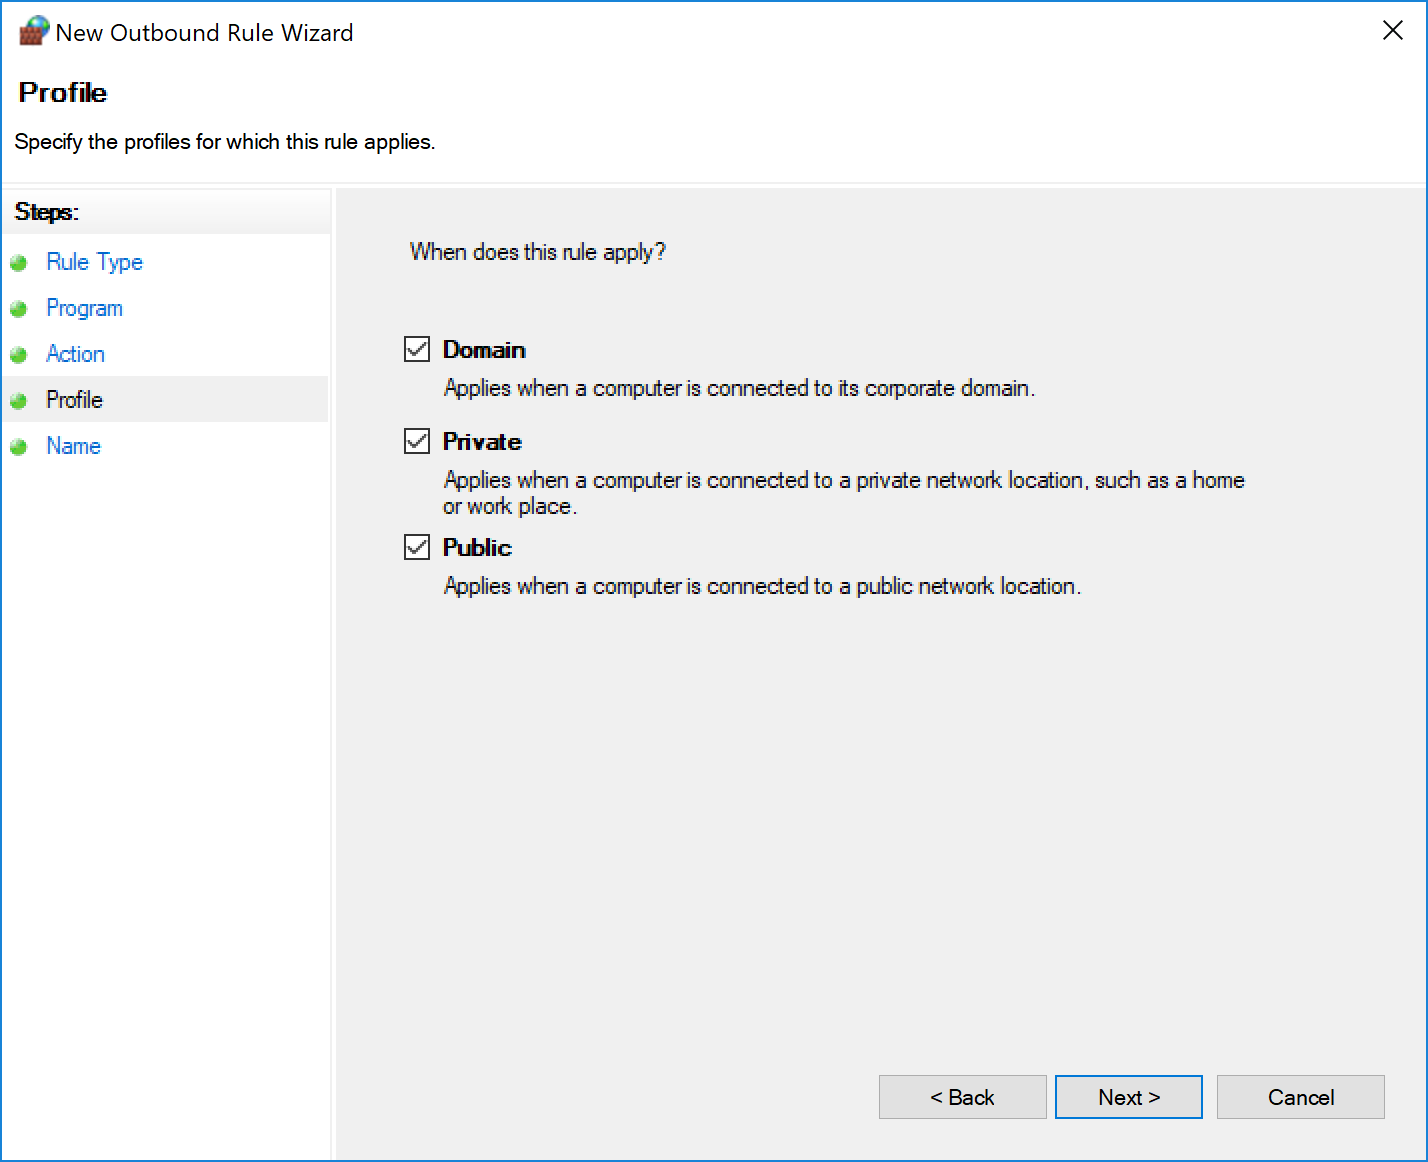 New Outbound Rule Wizard
Profile
Specify the profiles for which this rule applies.
Steps:
Rule Type
Program
Action
Profile
Name
When does this rule apply?
Domain
Applies when a computer is connected to its corporate domain.
Private
Applies when a computer is connected to a private network location, such as a home
or work place.
Public
Applies when a computer is connected to a public network location.
< Back
Next >
Cancel